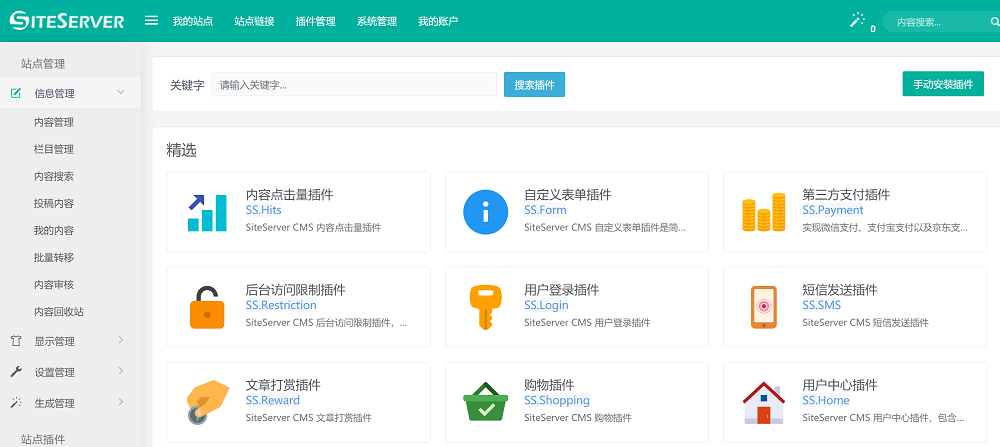 SITESERVER
我的站点 站点链接 插件管理 系统管理 我的账户
0
内容搜索...
站点管理
信息管理
内容管理
栏目管理
内容搜索
投稿内容
我的内容
批量转移
内容审核
内容回收站
显示管理
设置管理
生成管理
站点插件
关键字 请输入关键字... 搜索插件 手动安装插件
精选
内容点击量插件
SS.Hits
SiteServer CMS 内容点击量插件
自定义表单插件
SS.Form
SiteServer CMS 自定义表单插件是简...
第三方支付插件
SS.Payment
实现微信支付、支付宝支付以及京东支...
后台访问限制插件
SS.Restriction
SiteServer CMS 后台访问限制插件，...
用户登录插件
SS.Login
SiteServer CMS 用户登录插件
短信发送插件
SS.SMS
SiteServer CMS 短信发送插件
文章打赏插件
SS.Reward
SiteServer CMS 文章打赏插件
购物插件
SS.Shopping
SiteServer CMS 购物插件
用户中心插件
SS.Home
SiteServer CMS 用户中心插件，包含...